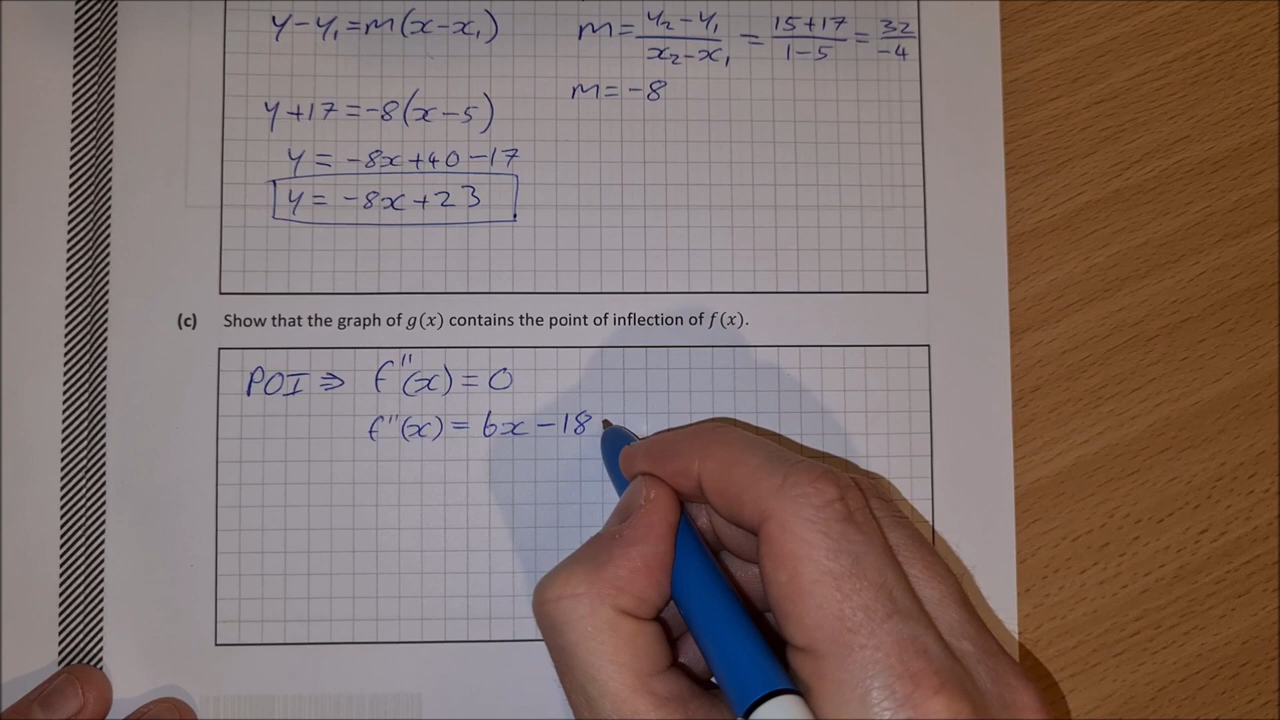 y-y₁=m(x-x₁)
m=y₂-y₁/x₂-x₁ = 15+17/1-5 = 32/-4
m=-8
y+17=-8(x-5)
y = -8x+40-17
y = -8x+23
(c) Show that the graph of g(x) contains the point of inflection of f(x).
POI ⇒ f''(x) = 0
f''(x) = 6x-18